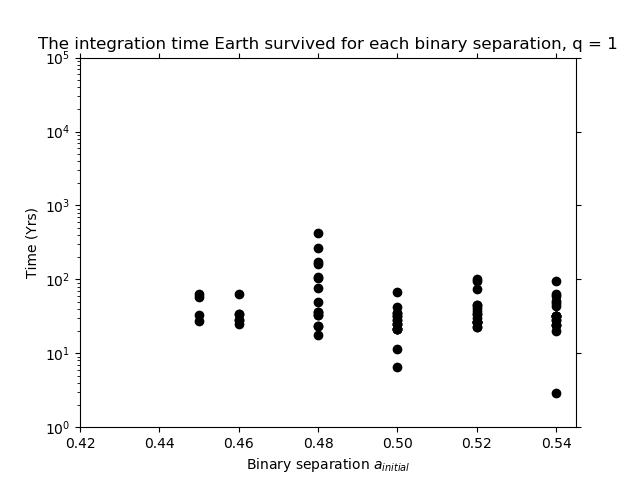 The integration time Earth survived for each binary separation, q = 1
10^5
10^4
10^3
10^2
10^1
10^0
Time (Yrs)
0.42 0.44 0.46 0.48 0.50 0.52 0.54
Binary separation a_initial